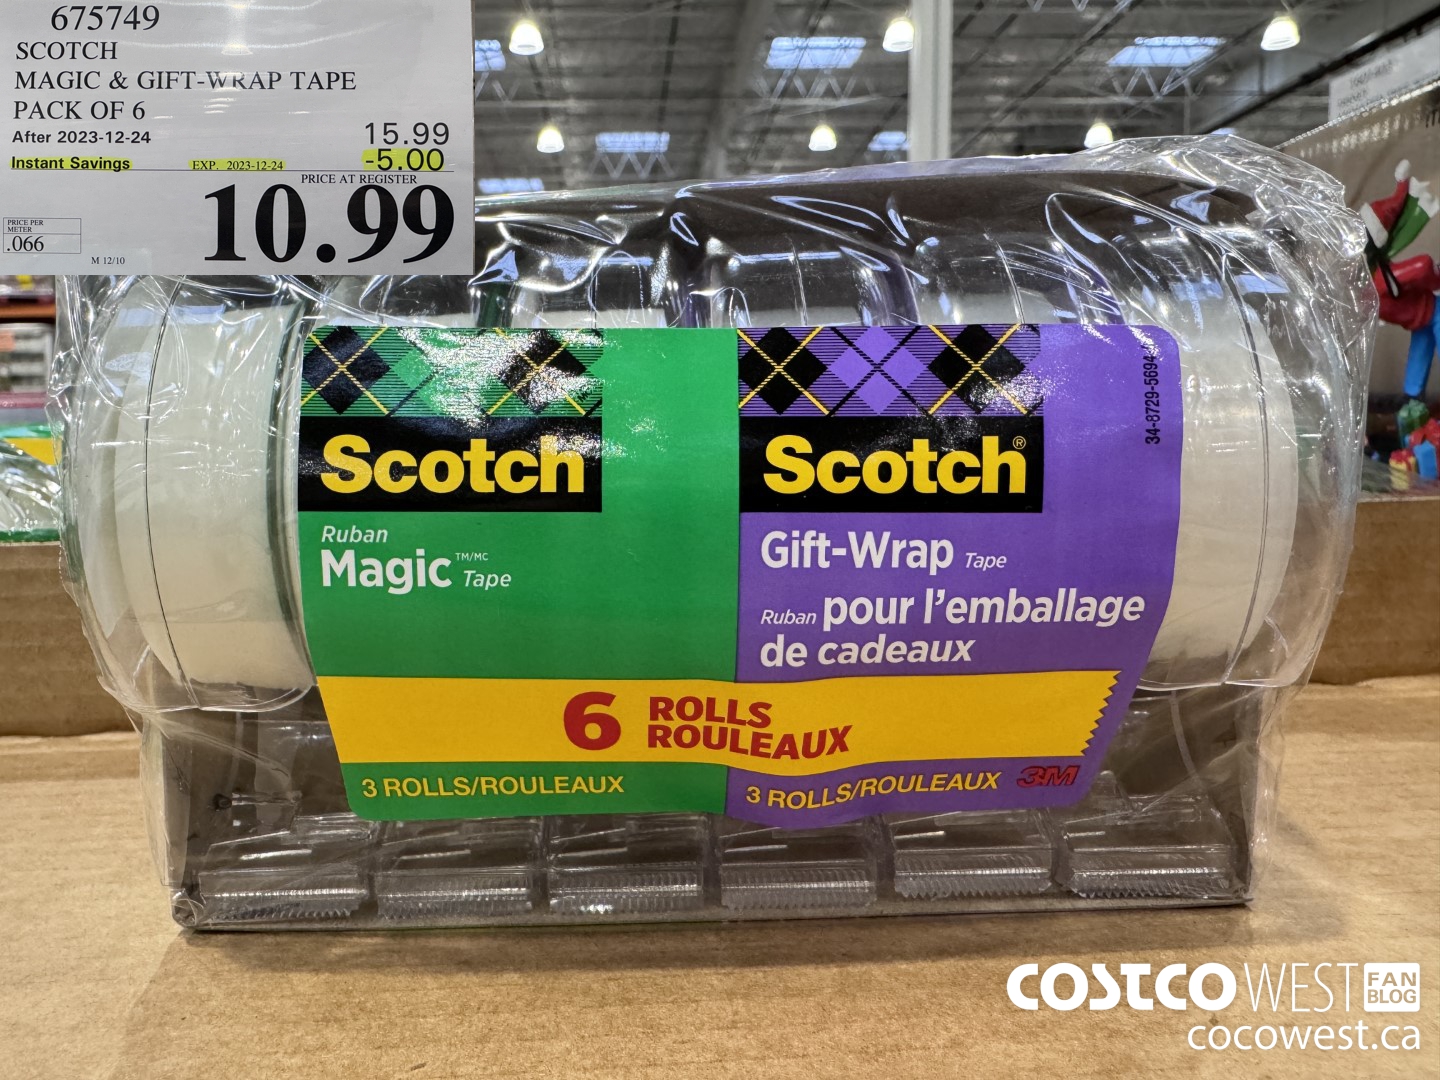 675749
SCOTCH
MAGIC & GIFT-WRAP TAPE
PACK OF 6
After 2023-12-24 15.99
Instant Savings EXP. 2023-12-24 -5.00
PRICE AT REGISTER
10.99
PRICE PER
METER
.066
M 12/10
Scotch
Ruban
Magic TM/MC Tape
Scotch®
Gift-Wrap Tape
Ruban pour l'emballage
de cadeaux
34-8729-569
6 ROLLS
ROULEAUX
3 ROLLS/ROULEAUX
3 ROLLS/ROULEAUX 3M
COSTCO WEST FAN BLOG
cocowest.ca